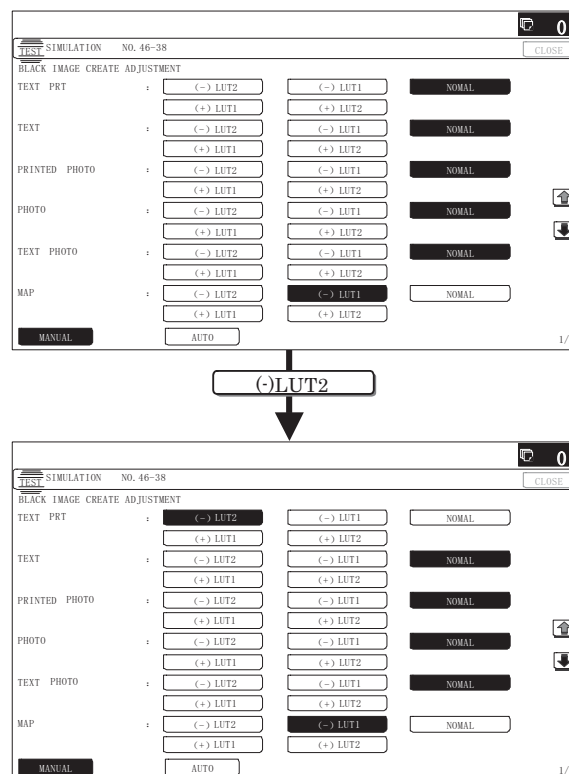 0
TEST SIMULATION NO. 46-38 CLOSE
BLACK IMAGE CREATE ADJUSTMENT
TEXT PRT : (-) LUT2 (-) LUT1 NOMAL
(+) LUT1 (+) LUT2
TEXT : (-) LUT2 (-) LUT1 NOMAL
(+) LUT1 (+) LUT2
PRINTED PHOTO : (-) LUT2 (-) LUT1 NOMAL
(+) LUT1 (+) LUT2
PHOTO : (-) LUT2 (-) LUT1 NOMAL
(+) LUT1 (+) LUT2
TEXT PHOTO : (-) LUT2 (-) LUT1 NOMAL
(+) LUT1 (+) LUT2
MAP : (-) LUT2 (-) LUT1 NOMAL
(+) LUT1 (+) LUT2
MANUAL AUTO 1/
(-)LUT2
0
TEST SIMULATION NO. 46-38 CLOSE
BLACK IMAGE CREATE ADJUSTMENT
TEXT PRT : (-) LUT2 (-) LUT1 NOMAL
(+) LUT1 (+) LUT2
TEXT : (-) LUT2 (-) LUT1 NOMAL
(+) LUT1 (+) LUT2
PRINTED PHOTO : (-) LUT2 (-) LUT1 NOMAL
(+) LUT1 (+) LUT2
PHOTO : (-) LUT2 (-) LUT1 NOMAL
(+) LUT1 (+) LUT2
TEXT PHOTO : (-) LUT2 (-) LUT1 NOMAL
(+) LUT1 (+) LUT2
MAP : (-) LUT2 (-) LUT1 NOMAL
(+) LUT1 (+) LUT2
MANUAL AUTO 1/